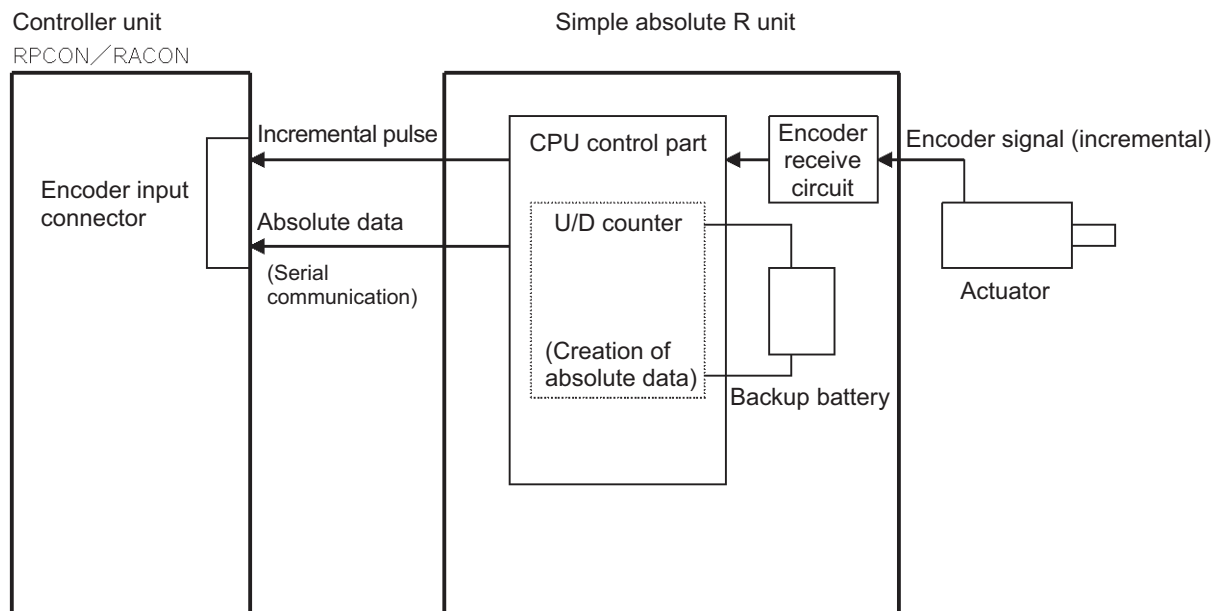 Controller unit
RPCON／RACON
Simple absolute R unit
Encoder input
connector
Incremental pulse
Absolute data
(Serial
communication)
CPU control part
U/D counter
(Creation of
absolute data)
Encoder
receive
circuit
Backup battery
Encoder signal (incremental)
Actuator